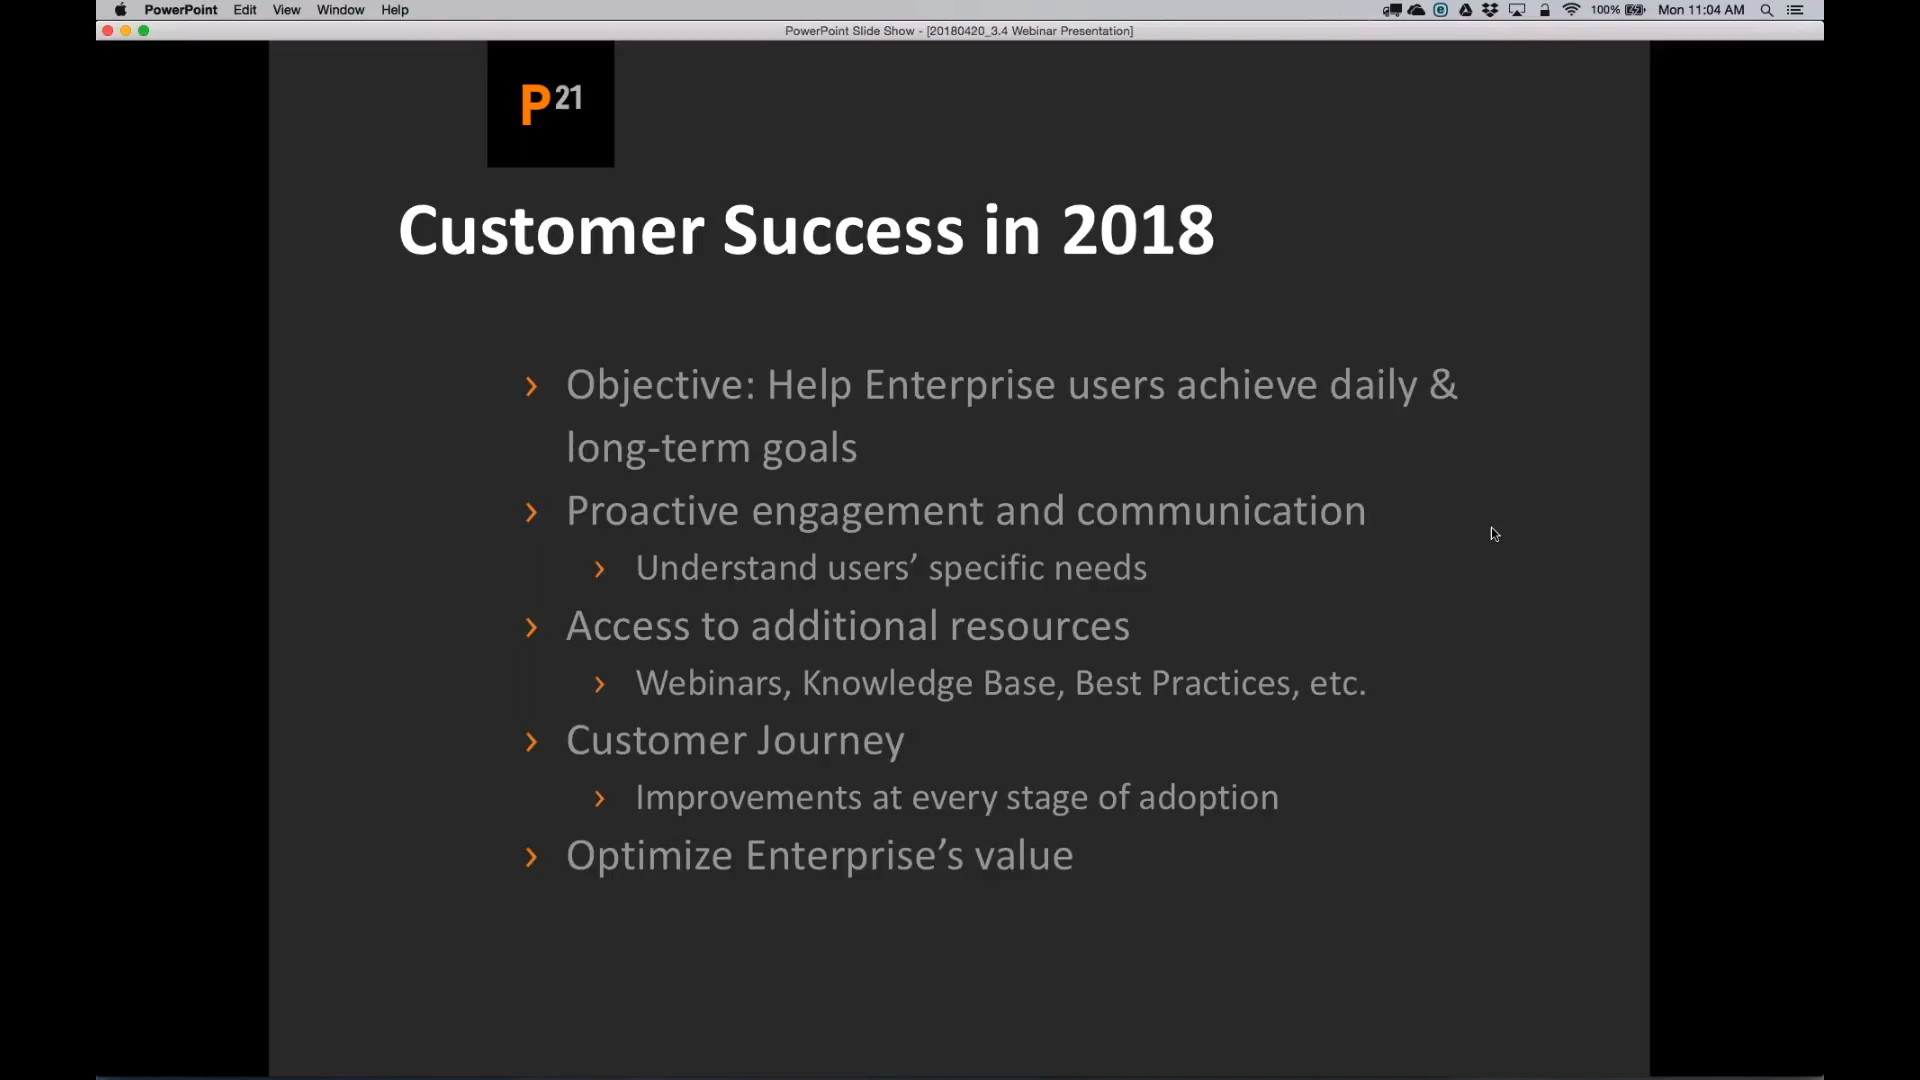 PowerPoint Edit View Window Help 100% Mon 11:04 AM
PowerPoint Slide Show - [20180420_3.4 Webinar Presentation]
P21
Customer Success in 2018
› Objective: Help Enterprise users achieve daily &
long-term goals
› Proactive engagement and communication
› Understand users’ specific needs
› Access to additional resources
› Webinars, Knowledge Base, Best Practices, etc.
› Customer Journey
› Improvements at every stage of adoption
› Optimize Enterprise’s value